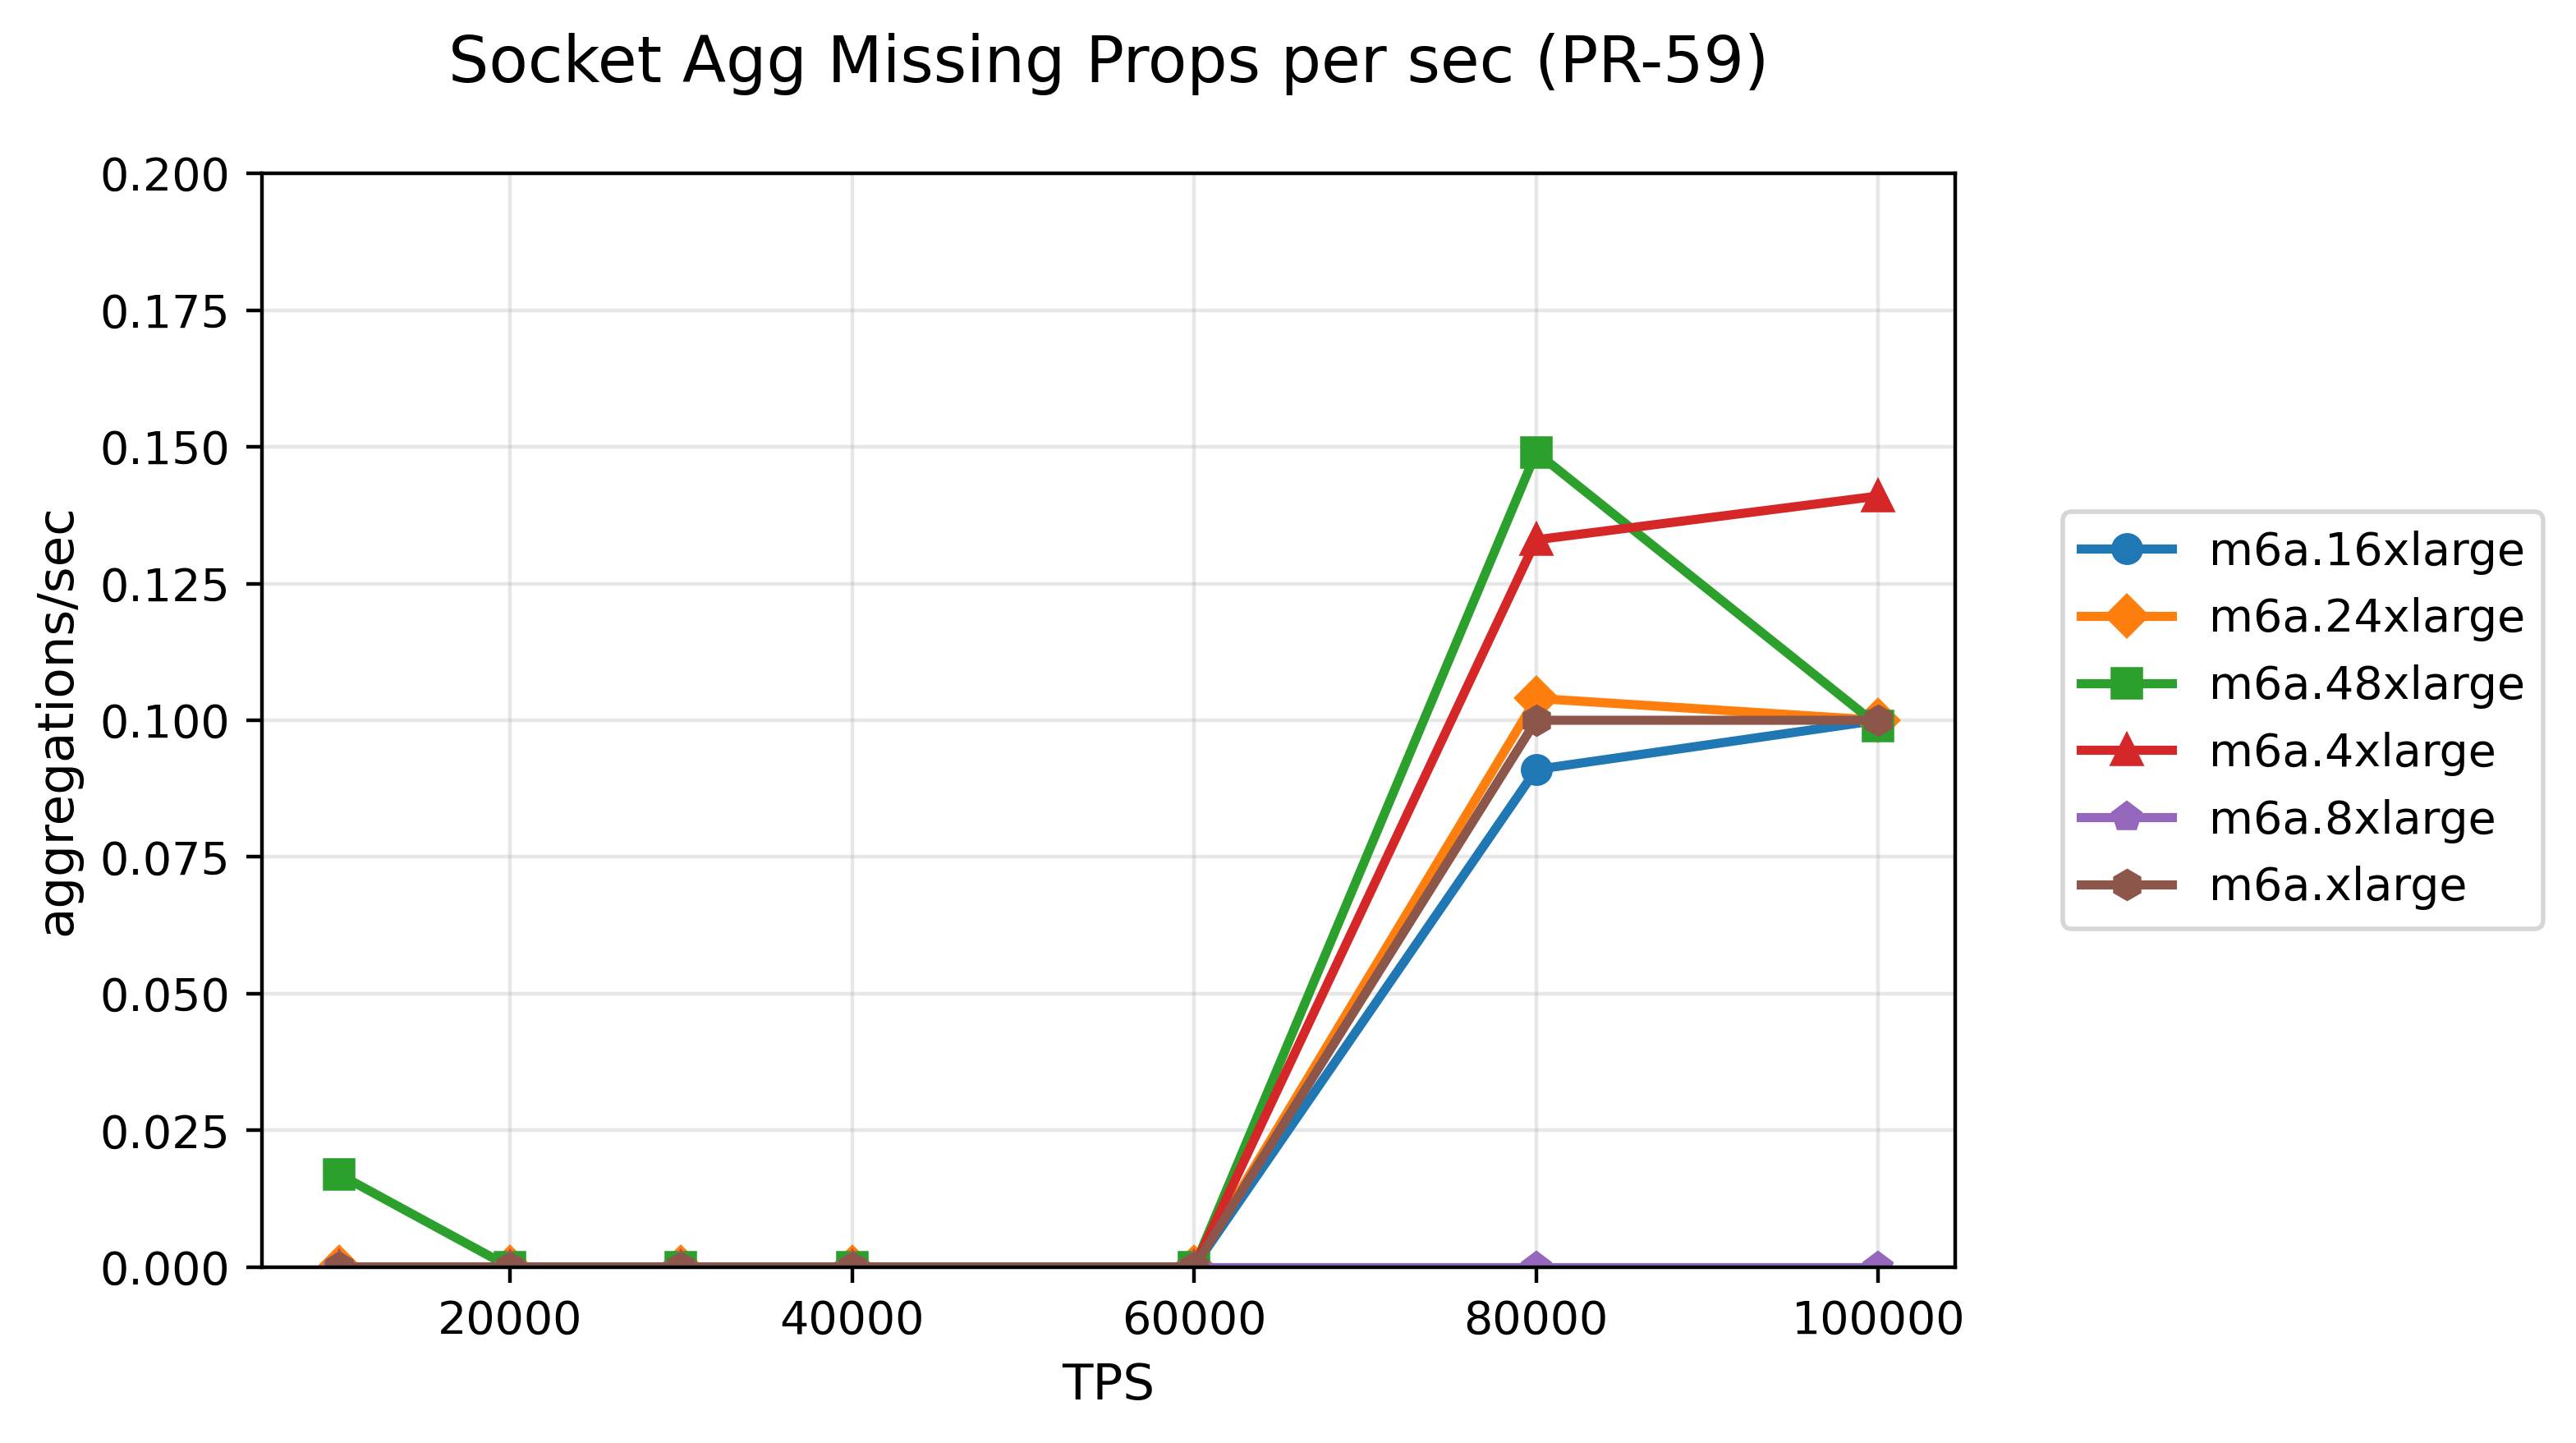 Socket Agg Missing Props per sec (PR-59)
aggregations/sec
0.200
0.175
0.150
0.125
0.100
0.075
0.050
0.025
0.000
20000 40000 60000 80000 100000
TPS
m6a.16xlarge
m6a.24xlarge
m6a.48xlarge
m6a.4xlarge
m6a.8xlarge
m6a.xlarge